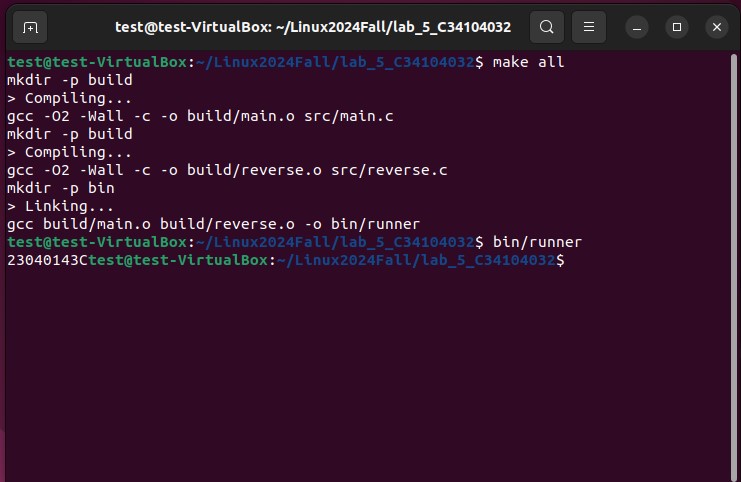 test@test-VirtualBox: ~/Linux2024Fall/lab_5_C34104032
test@test-VirtualBox:~/Linux2024Fall/lab_5_C34104032$ make all
mkdir -p build
> Compiling...
gcc -O2 -Wall -c -o build/main.o src/main.c
mkdir -p build
> Compiling...
gcc -O2 -Wall -c -o build/reverse.o src/reverse.c
mkdir -p bin
> Linking...
gcc build/main.o build/reverse.o -o bin/runner
test@test-VirtualBox:~/Linux2024Fall/lab_5_C34104032$ bin/runner
23040143Ctest@test-VirtualBox:~/Linux2024Fall/lab_5_C34104032$